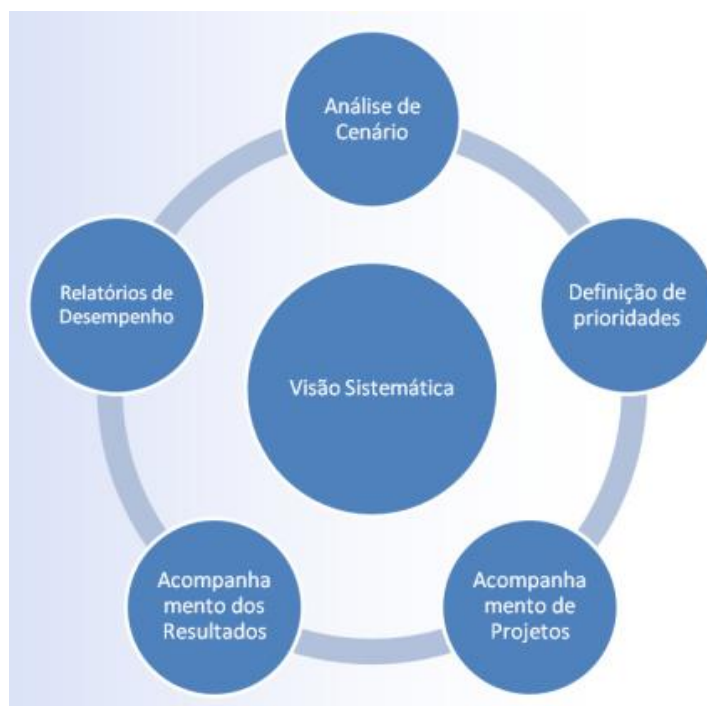 Análise de
Cenário
Definição de
prioridades
Acompanha
mento de
Projetos
Acompanha
mento dos
Resultados
Relatórios de
Desempenho
Visão Sistemática